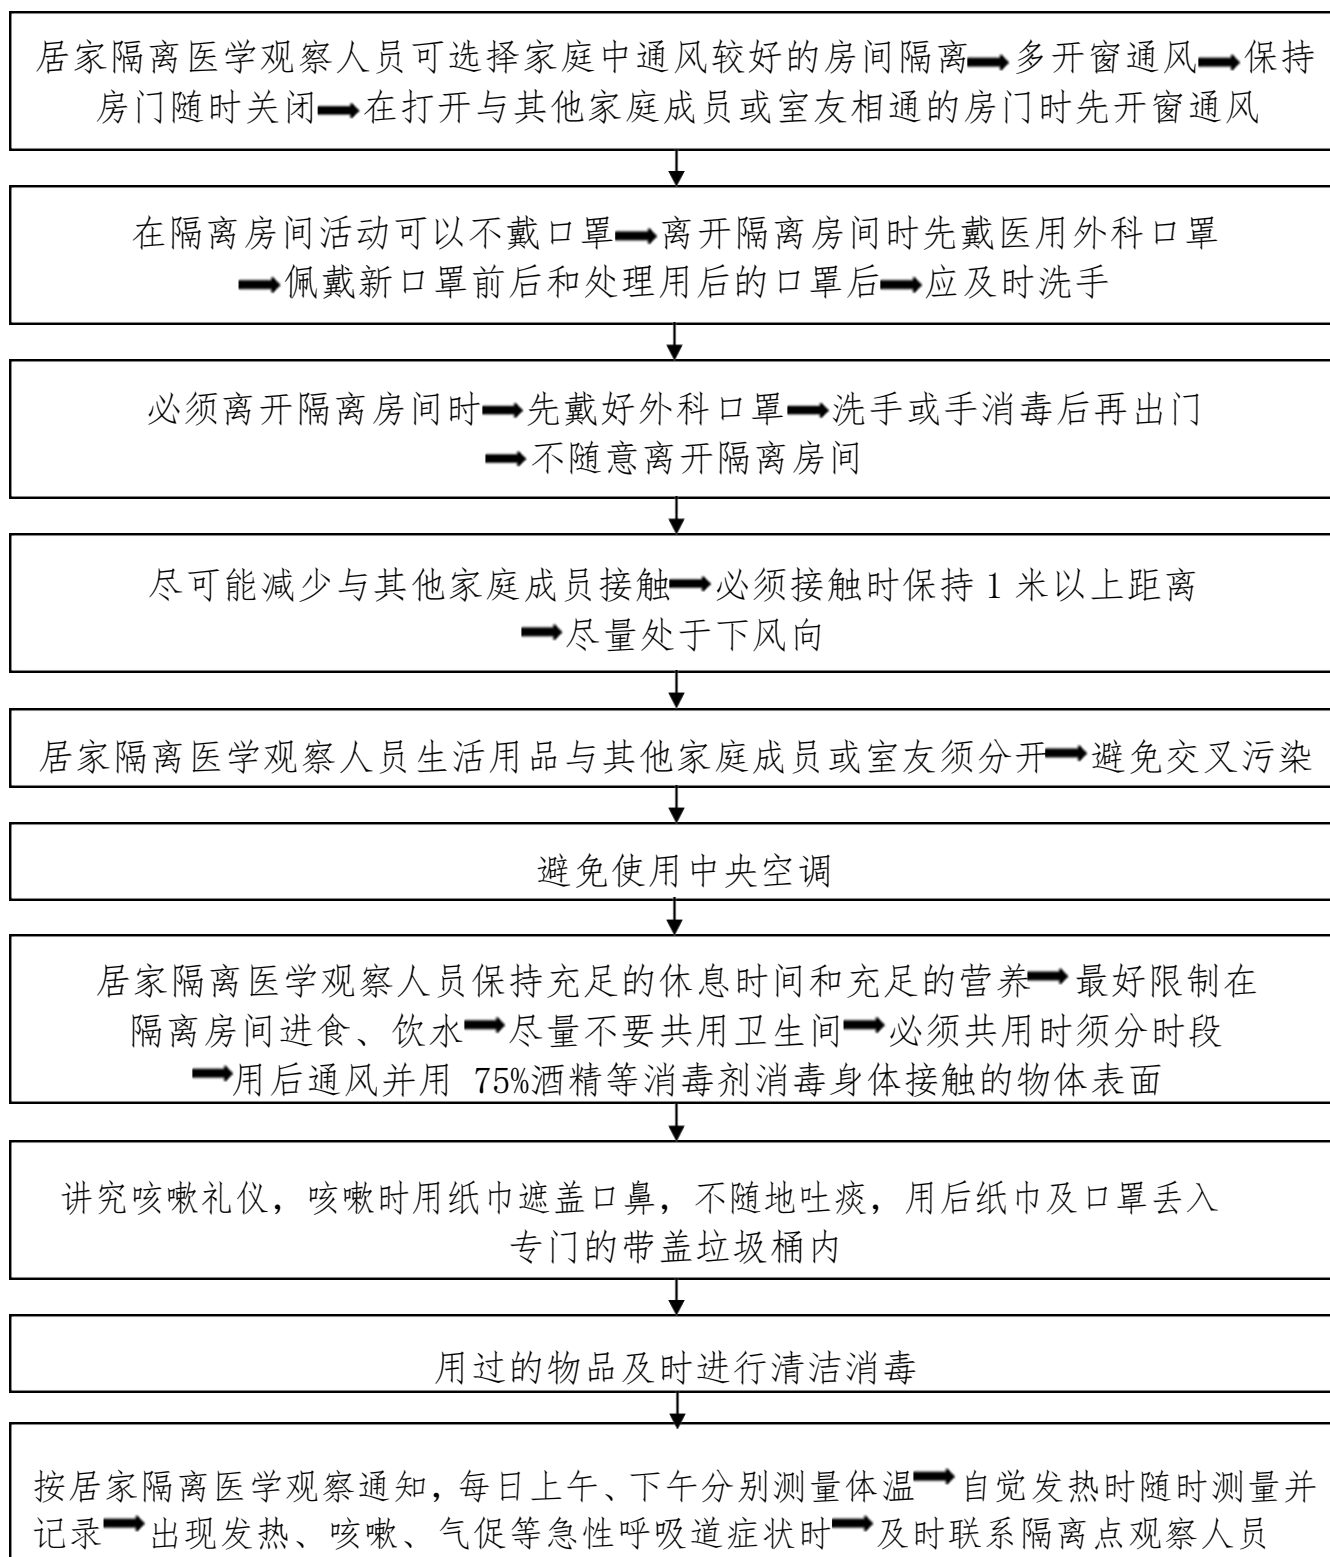 居家隔离医学观察人员可选择家庭中通风较好的房间隔离➡多开窗通风➡保持
房门随时关闭➡在打开与其他家庭成员或室友相通的房门时先开窗通风
在隔离房间活动可以不戴口罩➡离开隔离房间时先戴医用外科口罩
➡佩戴新口罩前后和处理用后的口罩后➡应及时洗手
必须离开隔离房间时➡先戴好外科口罩➡洗手或手消毒后再出门
➡不随意离开隔离房间
尽可能减少与其他家庭成员接触➡必须接触时保持1米以上距离
➡尽量处于下风向
居家隔离医学观察人员生活用品与其他家庭成员或室友须分开➡避免交叉污染
避免使用中央空调
居家隔离医学观察人员保持充足的休息时间和充足的营养➡最好限制在
隔离房间进食、饮水➡尽量不要共用卫生间➡必须共用时须分时段
➡用后通风并用 75%酒精等消毒剂消毒身体接触的物体表面
讲究咳嗽礼仪，咳嗽时用纸巾遮盖口鼻，不随地吐痰，用后纸巾及口罩丢入
专门的带盖垃圾桶内
用过的物品及时进行清洁消毒
按居家隔离医学观察通知，每日上午、下午分别测量体温➡自觉发热时随时测量并
记录➡出现发热、咳嗽、气促等急性呼吸道症状时➡及时联系隔离点观察人员